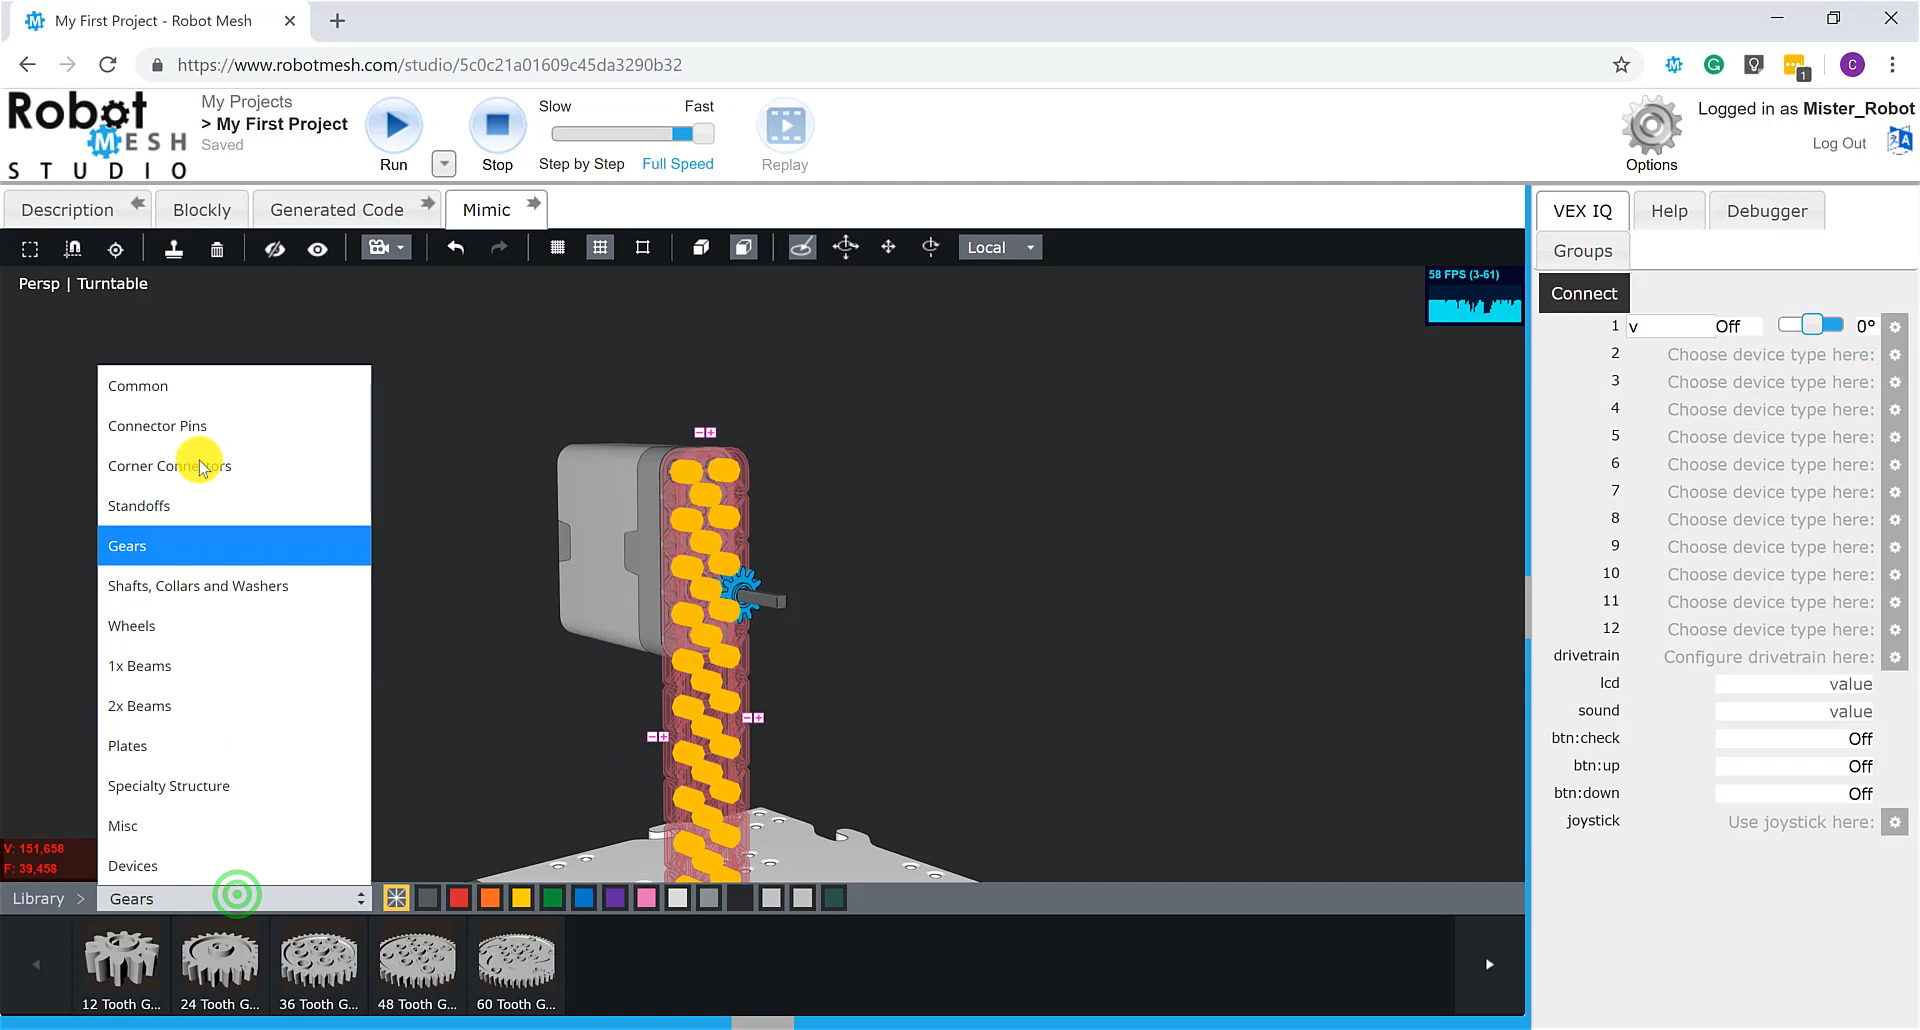 My First Project - Robot Mesh
https://www.robotmesh.com/studio/5c0c21a01609c45da3290b32
1
C
Robot
MESH
STUDIO
My Projects
> My First Project
Saved
Run
Stop
Slow Fast
Step by Step Full Speed
Replay
Options
Logged in as Mister_Robot
Log Out
Description
Blockly
Generated Code
Mimic
Local
Persp | Turntable
58 FPS (3-61)
Common
Connector Pins
Corner Connectors
Standoffs
Gears
Shafts, Collars and Washers
Wheels
1x Beams
2x Beams
Plates
Specialty Structure
Misc
Devices
V: 151,658
F: 39,458
Library > Gears
12 Tooth G...
24 Tooth G...
36 Tooth G...
48 Tooth G...
60 Tooth G...
VEX IQ
Help
Debugger
Groups
Connect
1 v Off 0°
2 Choose device type here:
3 Choose device type here:
4 Choose device type here:
5 Choose device type here:
6 Choose device type here:
7 Choose device type here:
8 Choose device type here:
9 Choose device type here:
10 Choose device type here:
11 Choose device type here:
12 Choose device type here:
drivetrain Configure drivetrain here:
lcd value
sound value
btn:check Off
btn:up Off
btn:down Off
joystick Use joystick here: